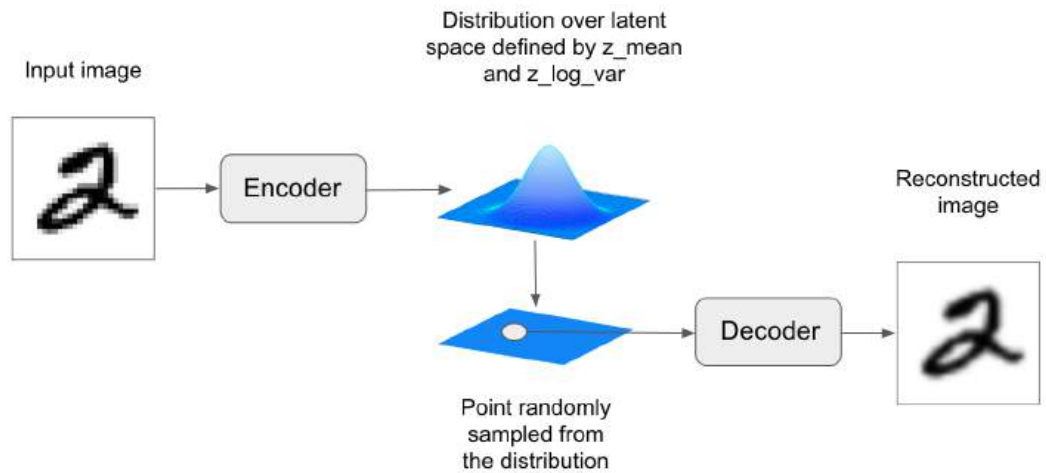 Input image
Encoder
Distribution over latent
space defined by z_mean
and z_log_var
Point randomly
sampled from
the distribution
Decoder
Reconstructed
image